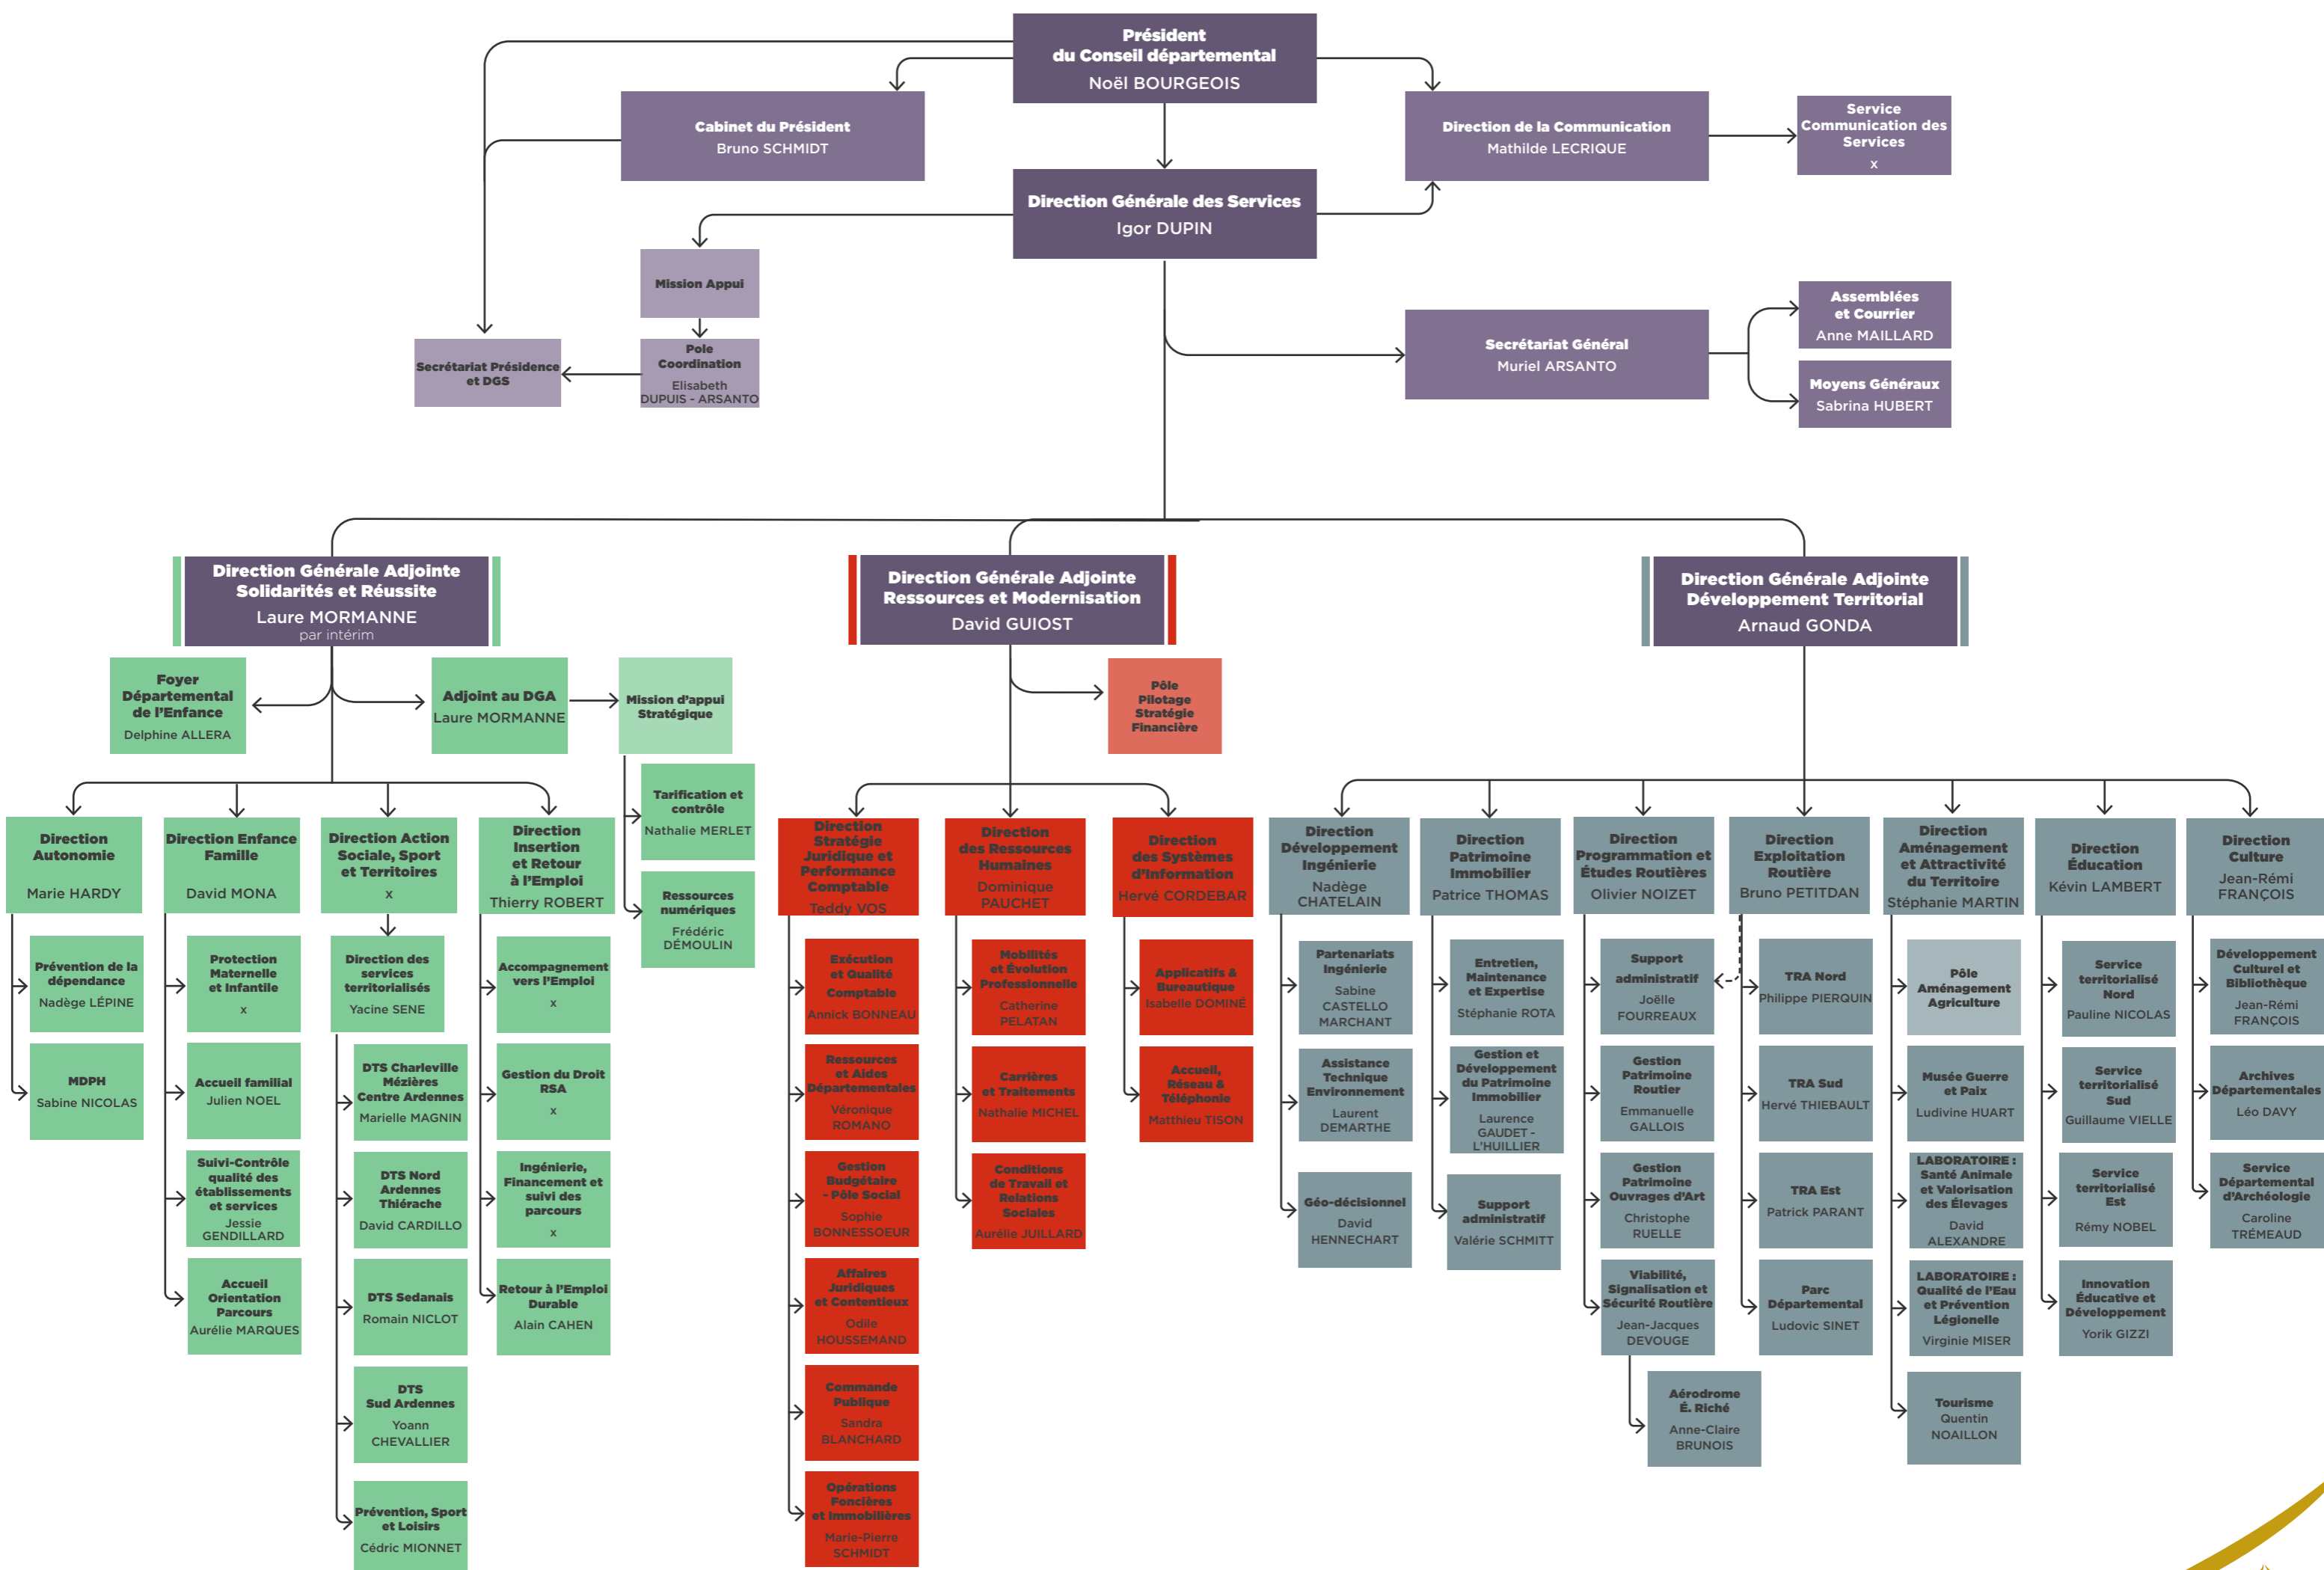 Président
du Conseil départemental
Noël BOURGEOIS
Cabinet du Président
Bruno SCHMIDT
Direction de la Communication
Mathilde LECRIQUE
Service
Communication des
Services
x
Direction Générale des Services
Igor DUPIN
Mission Appui
Pole
Coordination
Elisabeth
DUPUIS - ARSANTO
Secrétariat Présidence
et DGS
Secrétariat Général
Muriel ARSANTO
Assemblées
et Courrier
Anne MAILLARD
Moyens Généraux
Sabrina HUBERT
Direction Générale Adjointe
Solidarités et Réussite
Laure MORMANNE
par intérim
Direction Générale Adjointe
Ressources et Modernisation
David GUIOST
Direction Générale Adjointe
Développement Territorial
Arnaud GONDA
Foyer
Départemental
de l'Enfance
Delphine ALLERA
Adjoint au DGA
Laure MORMANNE
Mission d'appui
Stratégique
Pôle
Pilotage
Stratégie
Financière
Tarification et
contrôle
Nathalie MERLET
Ressources
numériques
Frédéric
DÉMOULIN
Direction
Autonomie
Marie HARDY
Prévention de la
dépendance
Nadège LÉPINE
MDPH
Sabine NICOLAS
Direction Enfance
Famille
David MONA
Protection
Maternelle
et Infantile
x
Accueil familial
Julien NOEL
Suivi-Contrôle
qualité des
établissements
et services
Jessie
GENDILLARD
Accueil
Orientation
Parcours
Aurélie MARQUES
Direction Action
Sociale, Sport
et Territoires
x
Direction des
services
territorialisés
Yacine SENE
DTS Charleville
Mézières
Centre Ardennes
Marielle MAGNIN
DTS Nord
Ardennes
Thiérache
David CARDILLO
DTS Sedanais
Romain NICLOT
DTS
Sud Ardennes
Yoann
CHEVALLIER
Prévention, Sport
et Loisirs
Cédric MIONNET
Direction
Insertion
et Retour
à l'Emploi
Thierry ROBERT
Accompagnement
vers l'Emploi
x
Gestion du Droit
RSA
x
Ingénierie,
Financement et
suivi des
parcours
x
Retour à l'Emploi
Durable
Alain CAHEN
Direction
Stratégie
Juridique et
Performance
Comptable
Teddy VOS
Exécution
et Qualité
Comptable
Annick BONNEAU
Ressources
et Aides
Départementales
Véronique
ROMANO
Gestion
Budgétaire
- Pôle Social
Sophie
BONNESSOEUR
Affaires
Juridiques
et Contentieux
Odile
HOUSSEMAND
Commande
Publique
Sandra
BLANCHARD
Opérations
Foncières
et Immobilières
Marie-Pierre
SCHMIDT
Direction
des Ressources
Humaines
Dominique
PAUCHET
Mobilités
et Évolution
Professionnelle
Catherine
PELATAN
Carrières
et Traitements
Nathalie MICHEL
Conditions
de Travail et
Relations
Sociales
Aurélie JUILLARD
Direction
des Systèmes
d'Information
Hervé CORDEBAR
Applicatifs &
Bureautique
Isabelle DOMINÉ
Accueil,
Réseau &
Téléphonie
Matthieu TISON
Direction
Développement
Ingénierie
Nadège
CHATELAIN
Partenariats
Ingénierie
Sabine
CASTELLO
MARCHANT
Assistance
Technique
Environnement
Laurent
DEMARTHE
Géo-décisionnel
David
HENNECHART
Direction
Patrimoine
Immobilier
Patrice THOMAS
Entretien,
Maintenance
et Expertise
Stéphanie ROTA
Gestion et
Développement
du Patrimoine
Immobilier
Laurence
GAUDET -
L'HUILLIER
Support
administratif
Valérie SCHMITT
Direction
Programmation et
Études Routières
Olivier NOIZET
Support
administratif
Joëlle
FOURREAUX
Gestion
Patrimoine
Routier
Emmanuelle
GALLOIS
Gestion
Patrimoine
Ouvrages d'Art
Christophe
RUELLE
Viabilité,
Signalisation et
Sécurité Routière
Jean-Jacques
DEVOUGE
Aérodrome
É. Riché
Anne-Claire
BRUNOIS
Direction
Exploitation
Routière
Bruno PETITDAN
TRA Nord
Philippe PIERQUIN
TRA Sud
Hervé THIEBAULT
TRA Est
Patrick PARANT
Parc
Départemental
Ludovic SINET
Direction
Aménagement
et Attractivité
du Territoire
Stéphanie MARTIN
Pôle
Aménagement
Agriculture
Musée Guerre
et Paix
Ludivine HUART
LABORATOIRE :
Santé Animale
et Valorisation
des Élevages
David
ALEXANDRE
LABORATOIRE :
Qualité de l'Eau
et Prévention
Légionelle
Virginie MISER
Tourisme
Quentin
NOAILLON
Direction
Éducation
Kévin LAMBERT
Service
territorialisé
Nord
Pauline NICOLAS
Service
territorialisé
Sud
Guillaume VIELLE
Service
territorialisé
Est
Rémy NOBEL
Innovation
Éducative et
Développement
Yorik GIZZI
Direction
Culture
Jean-Rémi
FRANÇOIS
Développement
Culturel et
Bibliothèque
Jean-Rémi
FRANÇOIS
Archives
Départementales
Léo DAVY
Service
Départemental
d'Archéologie
Caroline
TRÉMEAUD